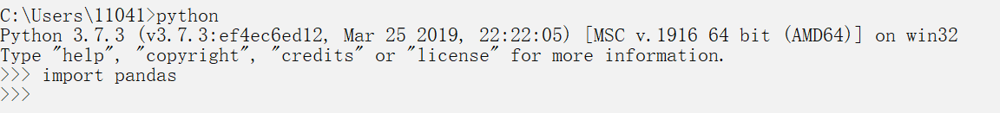 C:\Users\11041>python
Python 3.7.3 (v3.7.3:ef4ec6ed12, Mar 25 2019, 22:22:05) [MSC v.1916 64 bit (AMD64)] on win32
Type "help", "copyright", "credits" or "license" for more information.
>>> import pandas
>>>